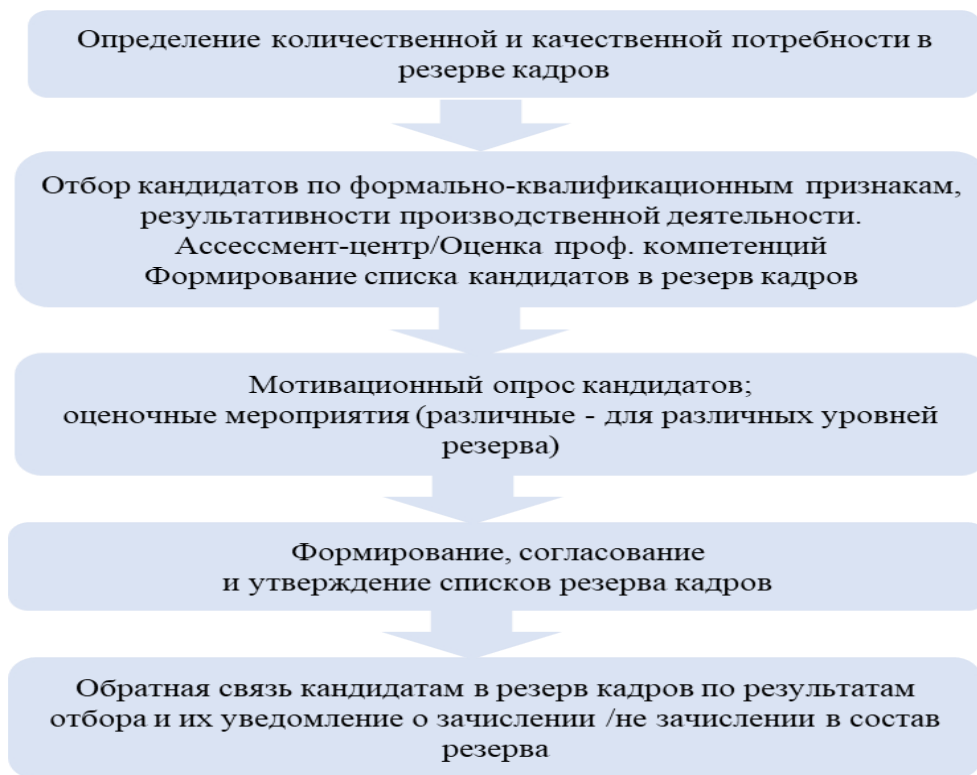 Определение количественной и качественной потребности в
резерве кадров
Отбор кандидатов по формально-квалификационным признакам,
результативности производственной деятельности.
Ассессмент-центр/Оценка проф. компетенций
Формирование списка кандидатов в резерв кадров
Мотивационный опрос кандидатов;
оценочные мероприятия (различные - для различных уровней
резерва)
Формирование, согласование
и утверждение списков резерва кадров
Обратная связь кандидатам в резерв кадров по результатам
отбора и их уведомление о зачислении /не зачислении в состав
резерва